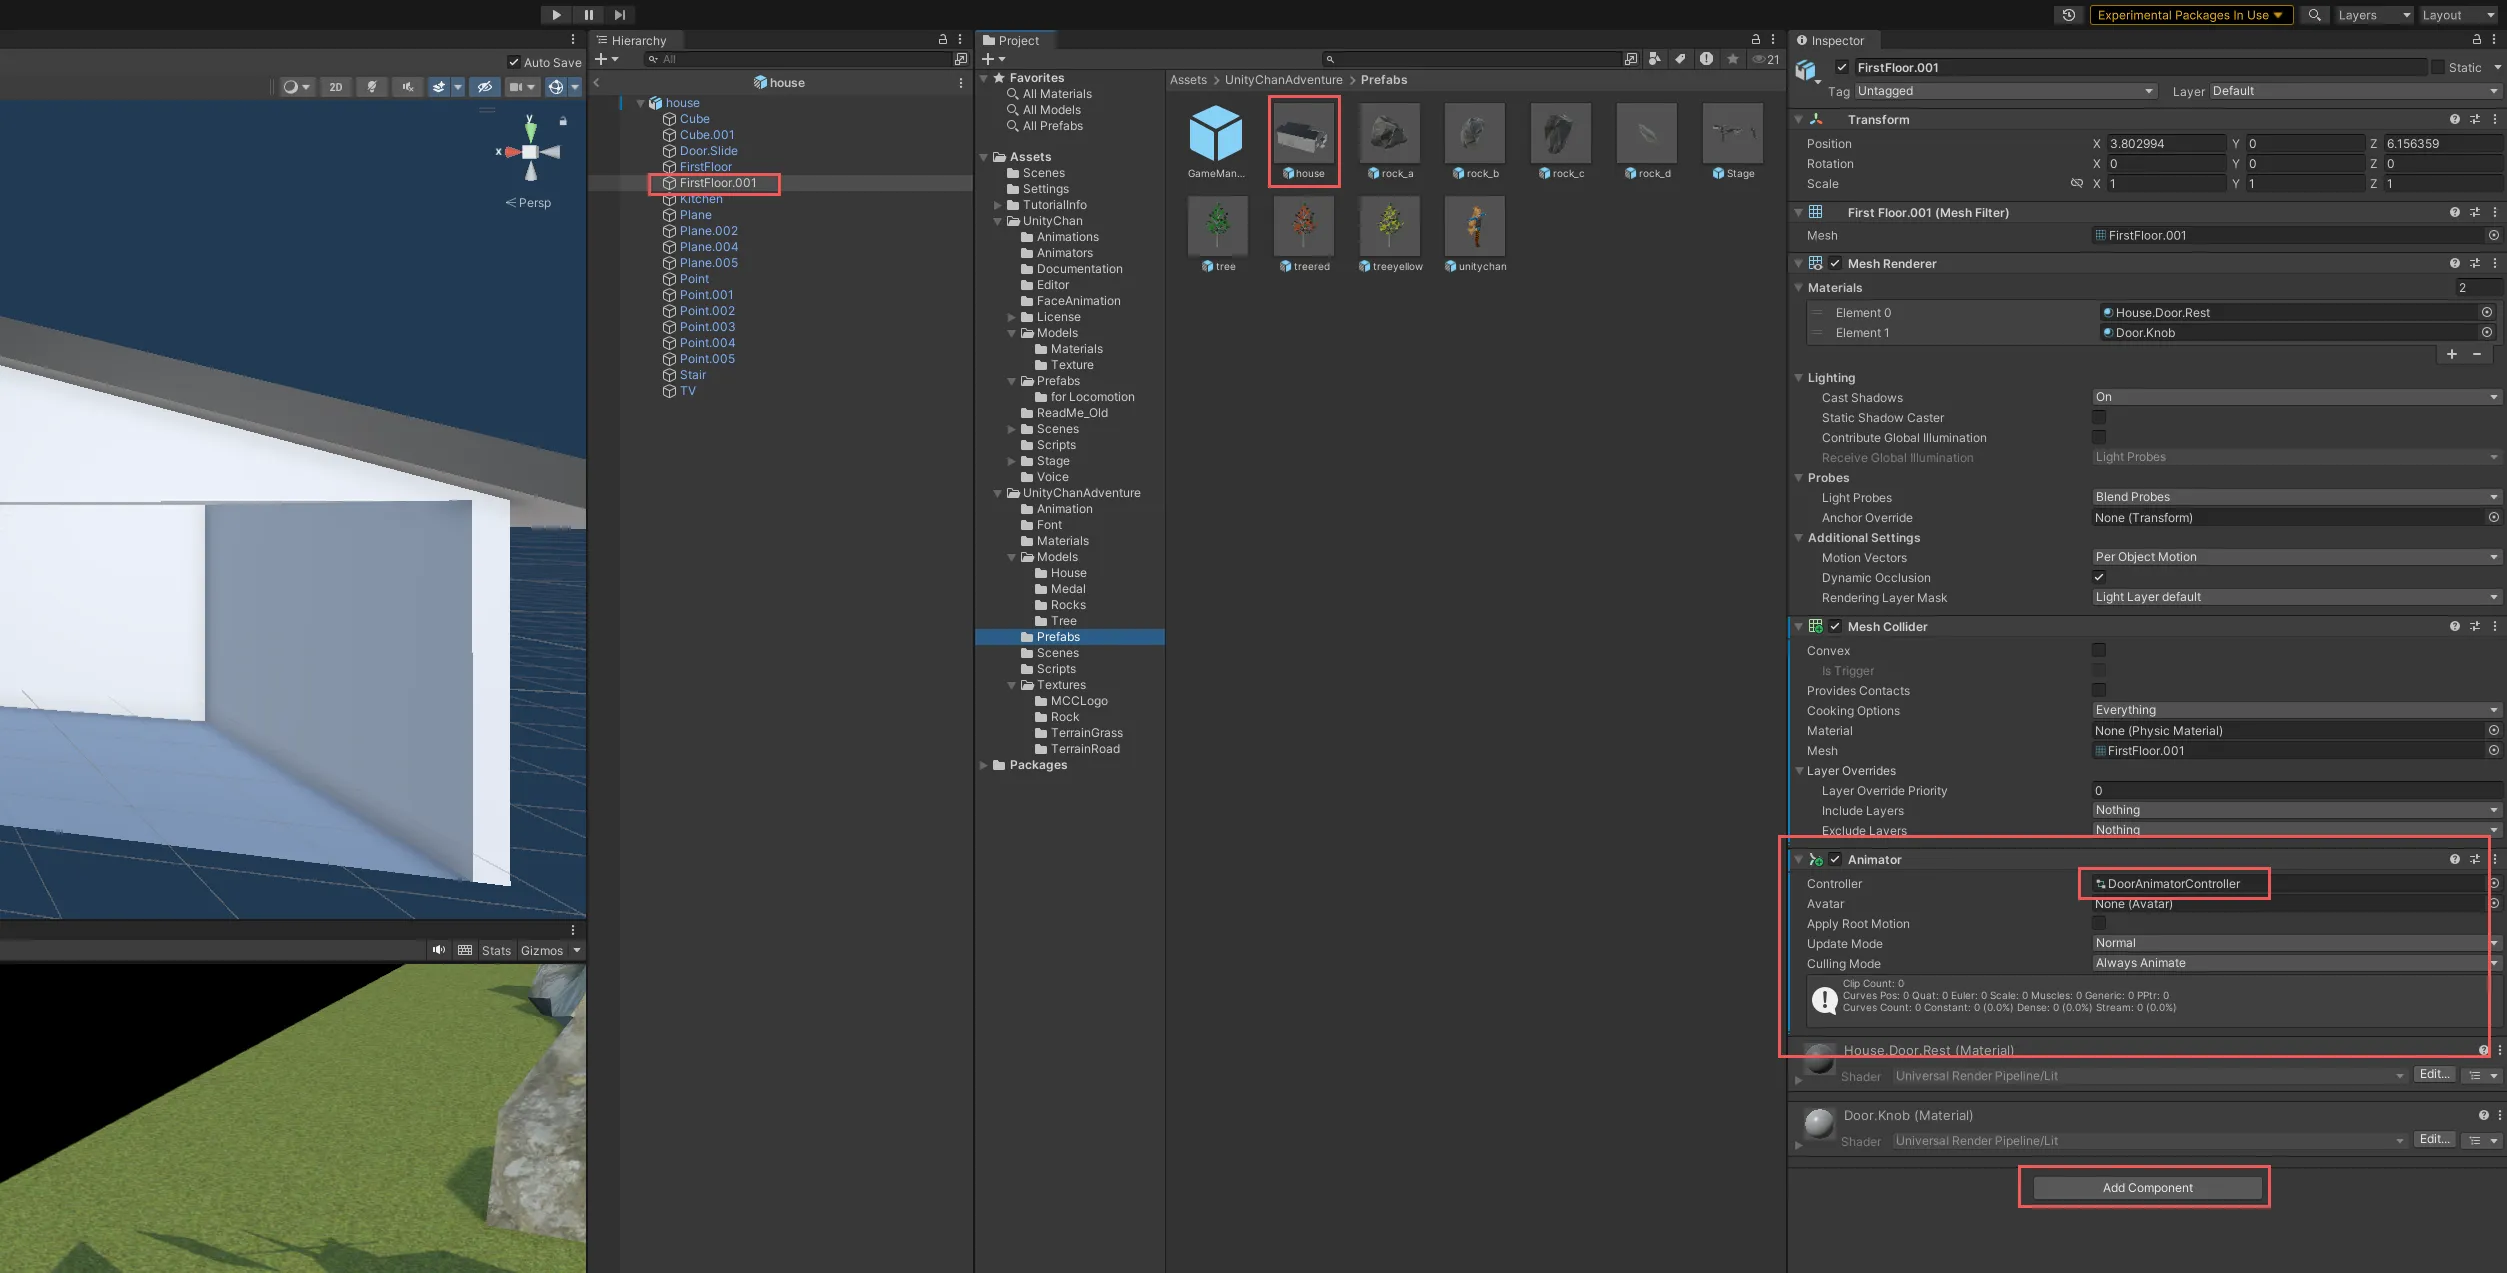 Experimental Packages In Use
Layers
Layout
Auto Save
2D
y
x
Persp
Stats
Gizmos
Hierarchy
All
house
house
Cube
Cube.001
Door.Slide
FirstFloor
FirstFloor.001
Kitchen
Plane
Plane.002
Plane.004
Plane.005
Point
Point.001
Point.002
Point.003
Point.004
Point.005
Stair
TV
Project
21
Favorites
All Materials
All Models
All Prefabs
Assets
Scenes
Settings
TutorialInfo
UnityChan
Animations
Animators
Documentation
Editor
FaceAnimation
License
Models
Materials
Texture
Prefabs
for Locomotion
ReadMe_Old
Scenes
Scripts
Stage
Voice
UnityChanAdventure
Animation
Font
Materials
Models
House
Medal
Rocks
Tree
Prefabs
Scenes
Scripts
Textures
MCCLogo
Rock
TerrainGrass
TerrainRoad
Packages
Assets > UnityChanAdventure > Prefabs
GameMan...
house
rock_a
rock_b
rock_c
rock_d
Stage
tree
treered
treeyellow
unitychan
Inspector
FirstFloor.001
Static
Tag Untagged
Layer Default
Transform
Position X 3.802994 Y 0 Z 6.156359
Rotation X 0 Y 0 Z 0
Scale X 1 Y 1 Z 1
First Floor.001 (Mesh Filter)
Mesh FirstFloor.001
Mesh Renderer
Materials 2
Element 0 House.Door.Rest
Element 1 Door.Knob
Lighting
Cast Shadows On
Static Shadow Caster
Contribute Global Illumination
Receive Global Illumination Light Probes
Probes
Light Probes Blend Probes
Anchor Override None (Transform)
Additional Settings
Motion Vectors Per Object Motion
Dynamic Occlusion
Rendering Layer Mask Light Layer default
Mesh Collider
Convex
Is Trigger
Provides Contacts
Cooking Options Everything
Material None (Physic Material)
Mesh FirstFloor.001
Layer Overrides
Layer Override Priority 0
Include Layers Nothing
Exclude Layers Nothing
Animator
Controller DoorAnimatorController
Avatar None (Avatar)
Apply Root Motion
Update Mode Normal
Culling Mode Always Animate
Clip Count: 0
Curves Pos: 0 Quat: 0 Euler: 0 Scale: 0 Muscles: 0 Generic: 0 PPtr: 0
Curves Count: 0 Constant: 0 (0.0%) Dense: 0 (0.0%) Stream: 0 (0.0%)
House.Door.Rest (Material)
Shader Universal Render Pipeline/Lit Edit...
Door.Knob (Material)
Shader Universal Render Pipeline/Lit Edit...
Add Component